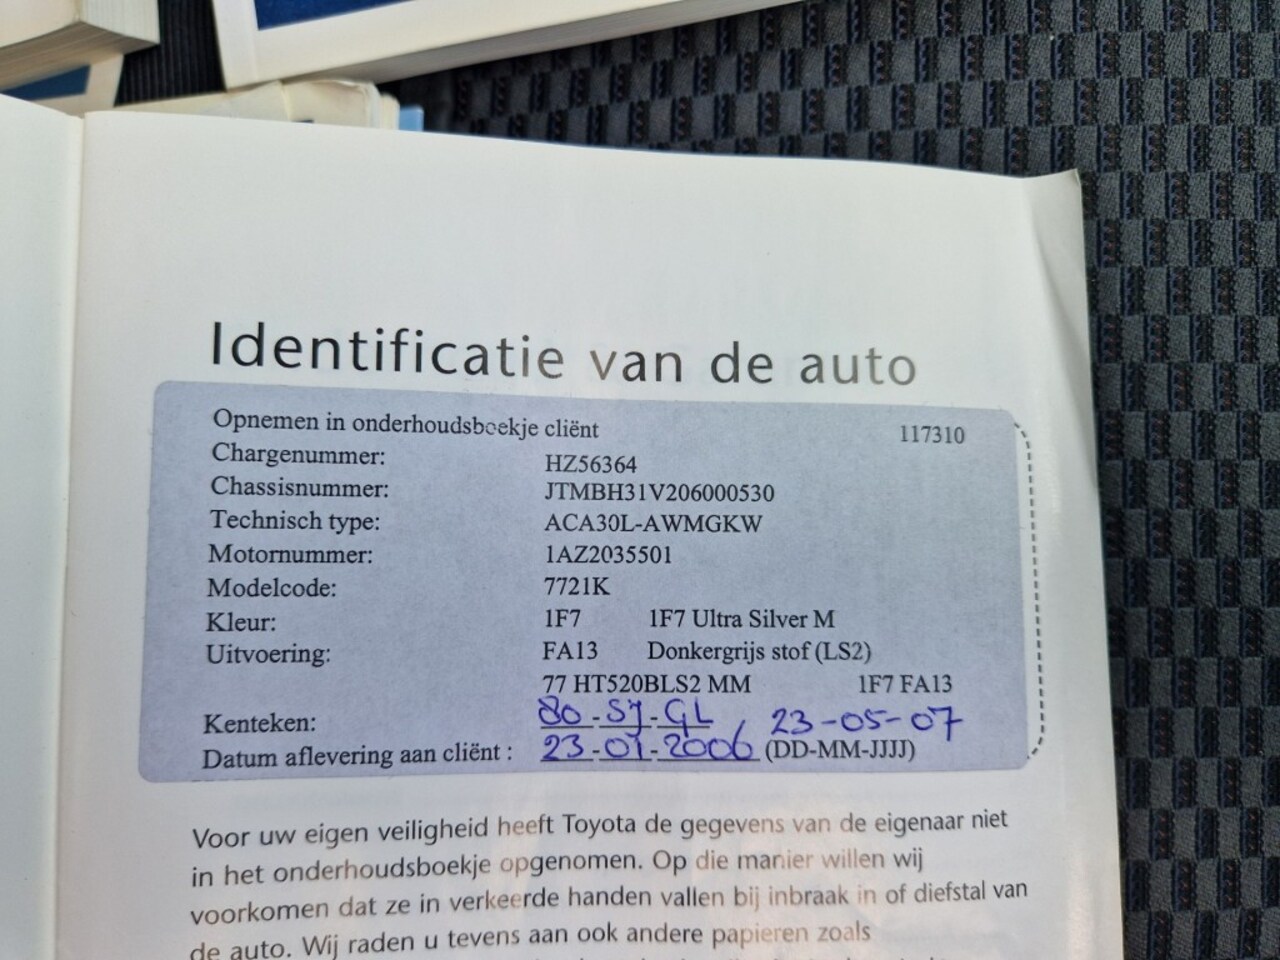 Identificatie van de auto
Opnemen in onderhoudsboekje cliënt 117310
Chargenummer: HZ56364
Chassisnummer: JTMBH31V206000530
Technisch type: ACA30L-AWMGKW
Motornummer: 1AZ2035501
Modelcode: 7721K
Kleur: 1F7 1F7 Ultra Silver M
Uitvoering: FA13 Donkergrijs stof (LS2)
77 HT520BLS2 MM 1F7 FA13
Kenteken: 80-SJ-GL 23-05-07
Datum aflevering aan cliënt : 23-01-2006 (DD-MM-JJJJ)
Voor uw eigen veiligheid heeft Toyota de gegevens van de eigenaar niet
in het onderhoudsboekje opgenomen. Op die manier willen wij
voorkomen dat ze in verkeerde handen vallen bij inbraak in of diefstal van
de auto. Wij raden u tevens aan ook andere papieren zoals